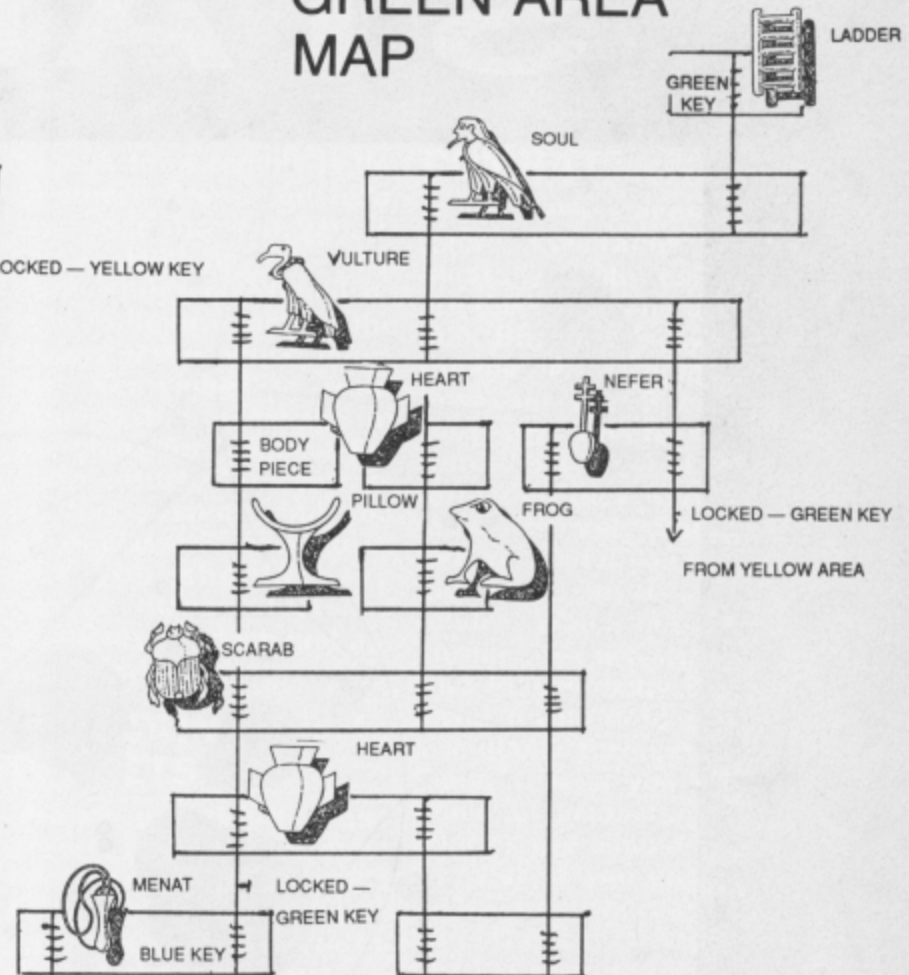 GREEN AREA
MAP
LADDER
GREEN
KEY
SOUL
VULTURE
OCKED — YELLOW KEY
HEART
NEFER
BODY
PIECE
PILLOW
FROG
LOCKED — GREEN KEY
FROM YELLOW AREA
SCARAB
HEART
MENAT
LOCKED —
GREEN KEY
BLUE KEY